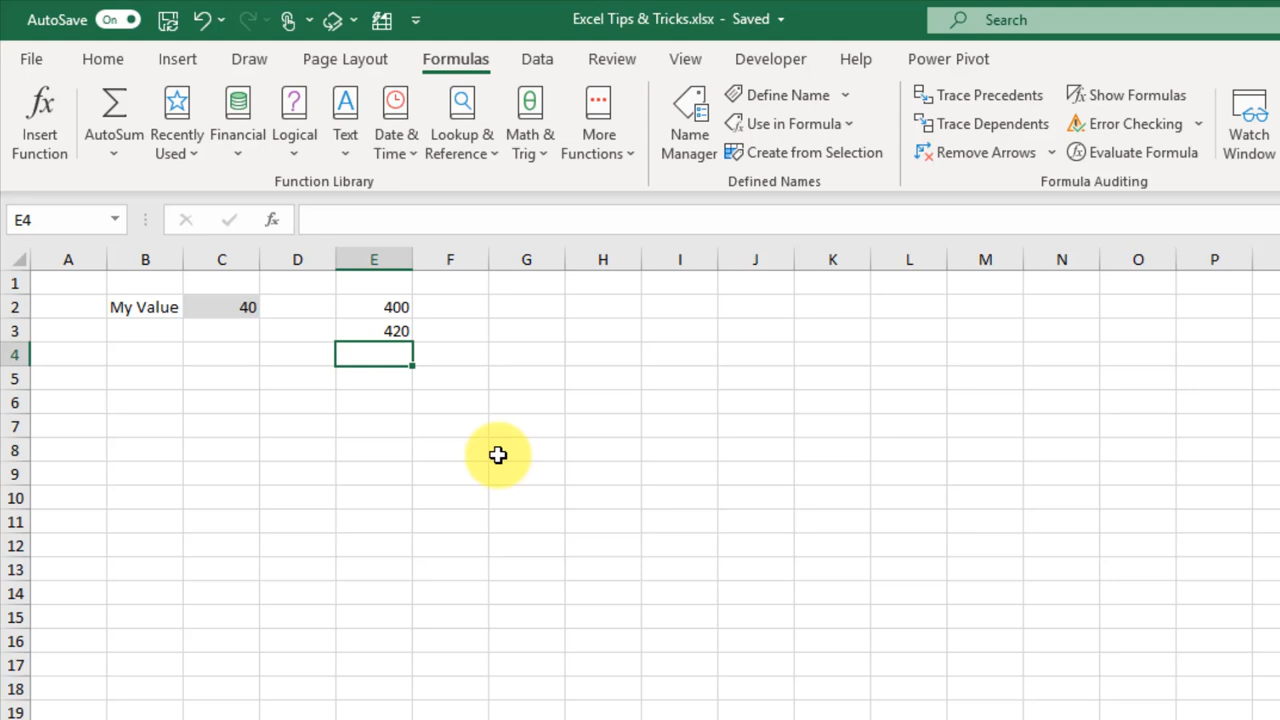 AutoSave On Excel Tips & Tricks.xlsx - Saved Search
File Home Insert Draw Page Layout Formulas Data Review View Developer Help Power Pivot
fx Insert Function
AutoSum
Recently Used
Financial
Logical
Text
Date & Time
Lookup & Reference
Math & Trig
More Functions
Function Library
Name Manager
Define Name
Use in Formula
Create from Selection
Defined Names
Trace Precedents
Trace Dependents
Remove Arrows
Show Formulas
Error Checking
Evaluate Formula
Formula Auditing
Watch Window
E4 fx
A B C D E F G H I J K L M N O P
1
2 My Value 40 400
3 420
4
5
6
7
8
9
10
11
12
13
14
15
16
17
18
19